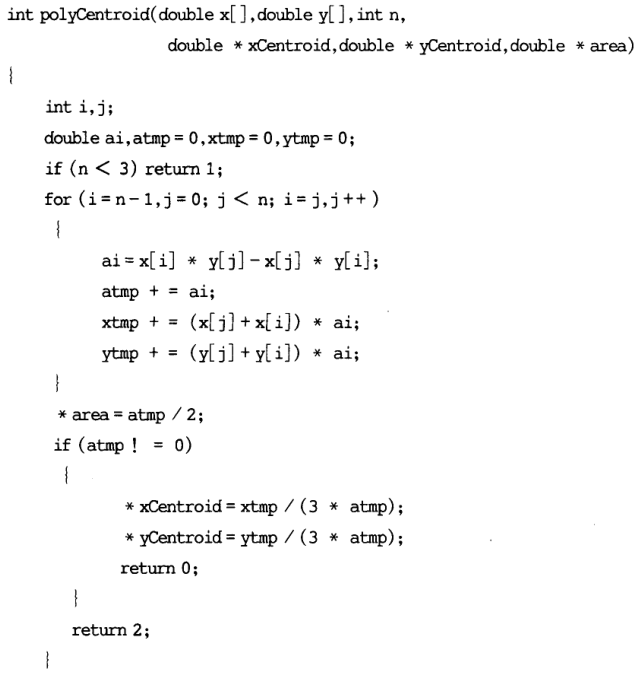 int polyCentroid(double x[],double y[],int n,
double * xCentroid,double * yCentroid,double * area)
{
int i,j;
double ai,atmp = 0,xtmp = 0,ytmp = 0;
if (n < 3) return 1;
for (i = n - 1,j = 0; j < n; i = j,j ++ )
{
ai = x[i] * y[j] - x[j] * y[i];
atmp + = ai;
xtmp + = (x[j] + x[i]) * ai;
ytmp + = (y[j] + y[i]) * ai;
}
* area = atmp / 2;
if (atmp ! = 0)
{
* xCentroid = xtmp / (3 * atmp);
* yCentroid = ytmp / (3 * atmp);
return 0;
}
return 2;
}